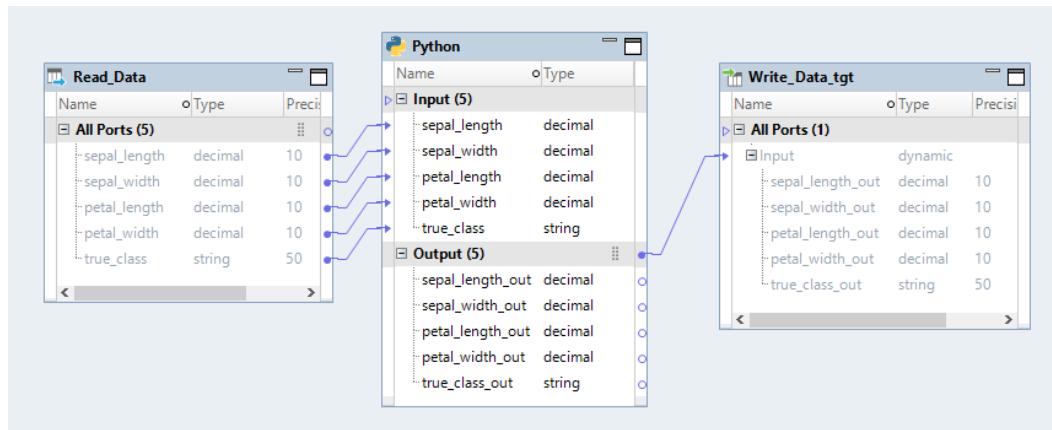 Read_Data
Name Type Precis
All Ports (5)
sepal_length decimal 10
sepal_width decimal 10
petal_length decimal 10
petal_width decimal 10
true_class string 50
Python
Name Type
Input (5)
sepal_length decimal
sepal_width decimal
petal_length decimal
petal_width decimal
true_class string
Output (5)
sepal_length_out decimal
sepal_width_out decimal
petal_length_out decimal
petal_width_out decimal
true_class_out string
Write_Data_tgt
Name Type Precisi
All Ports (1)
Input dynamic
sepal_length_out decimal 10
sepal_width_out decimal 10
petal_length_out decimal 10
petal_width_out decimal 10
true_class_out string 50